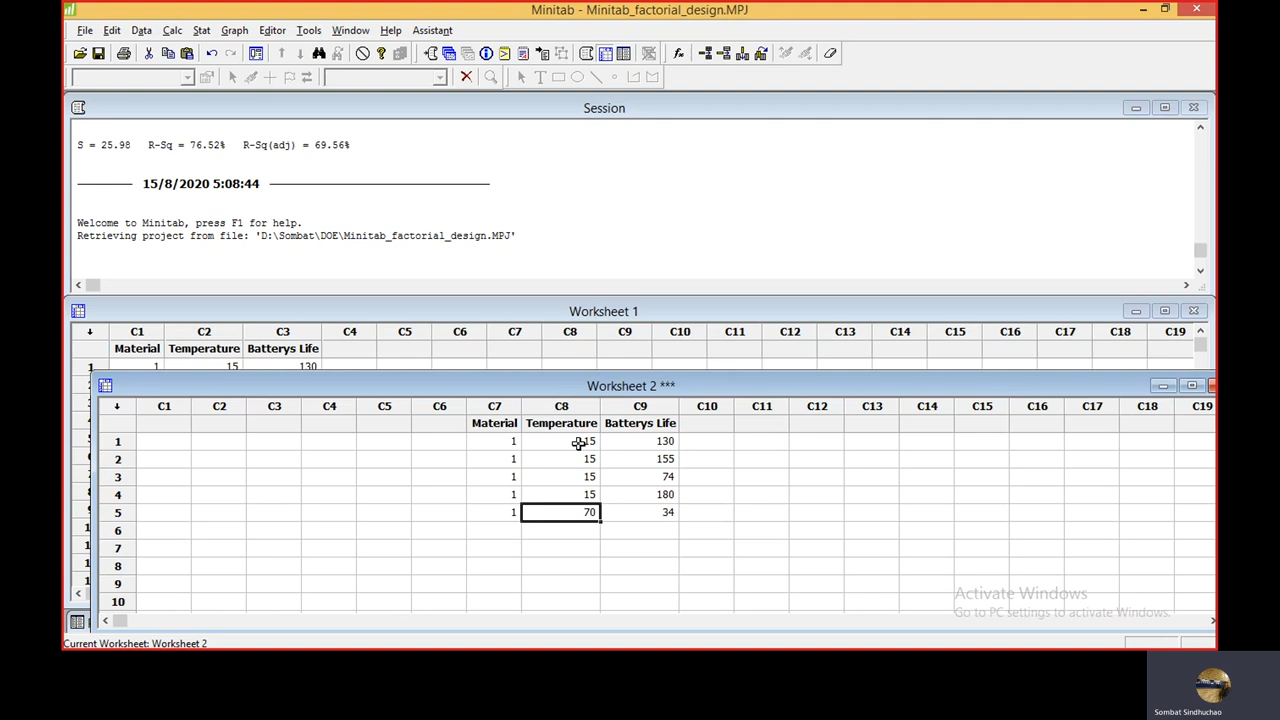 Minitab - Minitab_factorial_design.MPJ
File Edit Data Calc Stat Graph Editor Tools Window Help Assistant
Session
S = 25.98 R-Sq = 76.52% R-Sq(adj) = 69.56%
15/8/2020 5:08:44
Welcome to Minitab, press F1 for help.
Retrieving project from file: 'D:\Sombat\DOE\Minitab_factorial_design.MPJ'
Worksheet 1
C1 C2 C3 C4 C5 C6 C7 C8 C9 C10 C11 C12 C13 C14 C15 C16 C17 C18 C19
Material Temperature Batterys Life
1 1 15 130
Worksheet 2 ***
C1 C2 C3 C4 C5 C6 C7 C8 C9 C10 C11 C12 C13 C14 C15 C16 C17 C18 C19
Material Temperature Batterys Life
1 1 15 130
2 1 15 155
3 1 15 74
4 1 15 180
5 1 70 34
6
7
8
9
10
Activate Windows
Go to PC settings to activate Windows.
Current Worksheet: Worksheet 2
Sombat Sindhuchao